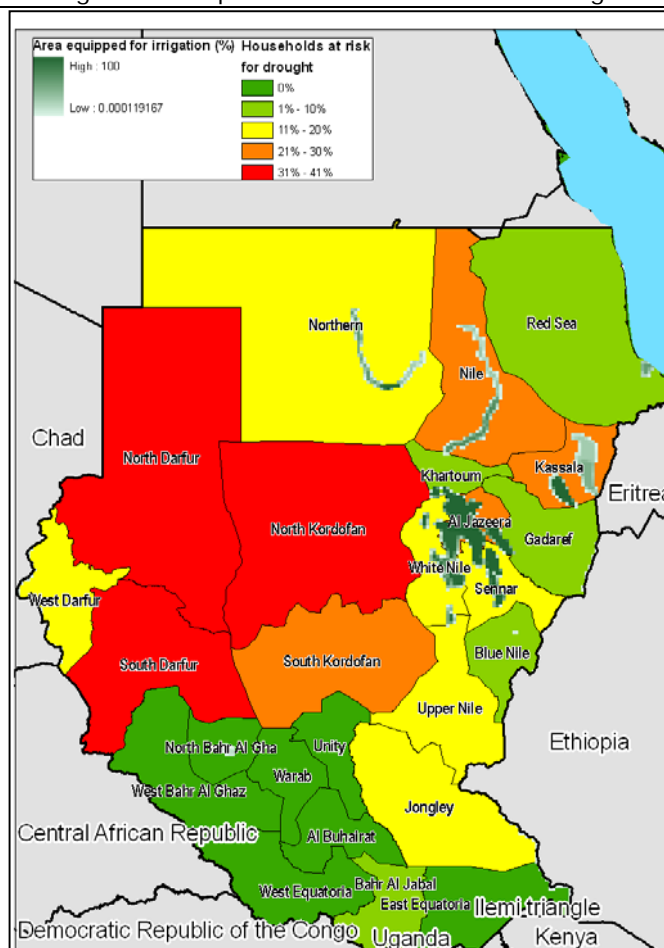 Area equipped for irrigation (%)
High : 100
Low : 0.000119167
Households at risk
for drought
0%
1% - 10%
11% - 20%
21% - 30%
31% - 41%
Northern
Red Sea
Nile
Chad
North Darfur
Khartoum
Kassala
Eritrea
North Kordofan
Al Jazeera
Gadaref
White Nile
Sennar
West Darfur
South Darfur
South Kordofan
Blue Nile
Upper Nile
Ethiopia
North Bahr Al Gha
Unity
Warab
West Bahr Al Ghaz
Jongley
Central African Republic
Al Buhairat
Bahr Al Jabal
West Equatoria
East Equatoria
Ilemi triangle
Democratic Republic of the Congo
Uganda
Kenya